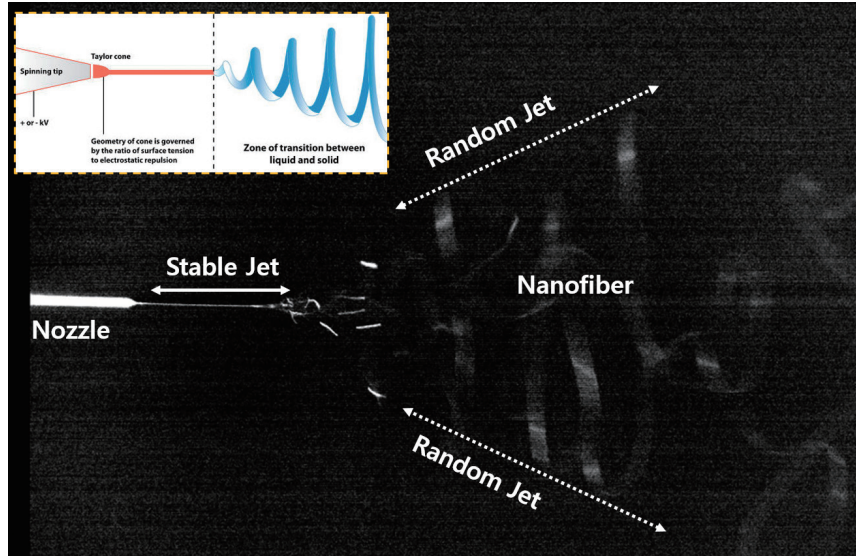 Taylor cone
Spinning tip
+ or - kV
Geometry of cone is governed
by the ratio of surface tension
to electrostatic repulsion
Zone of transition between
liquid and solid
Random Jet
Stable Jet
Nanofiber
Nozzle
Random Jet